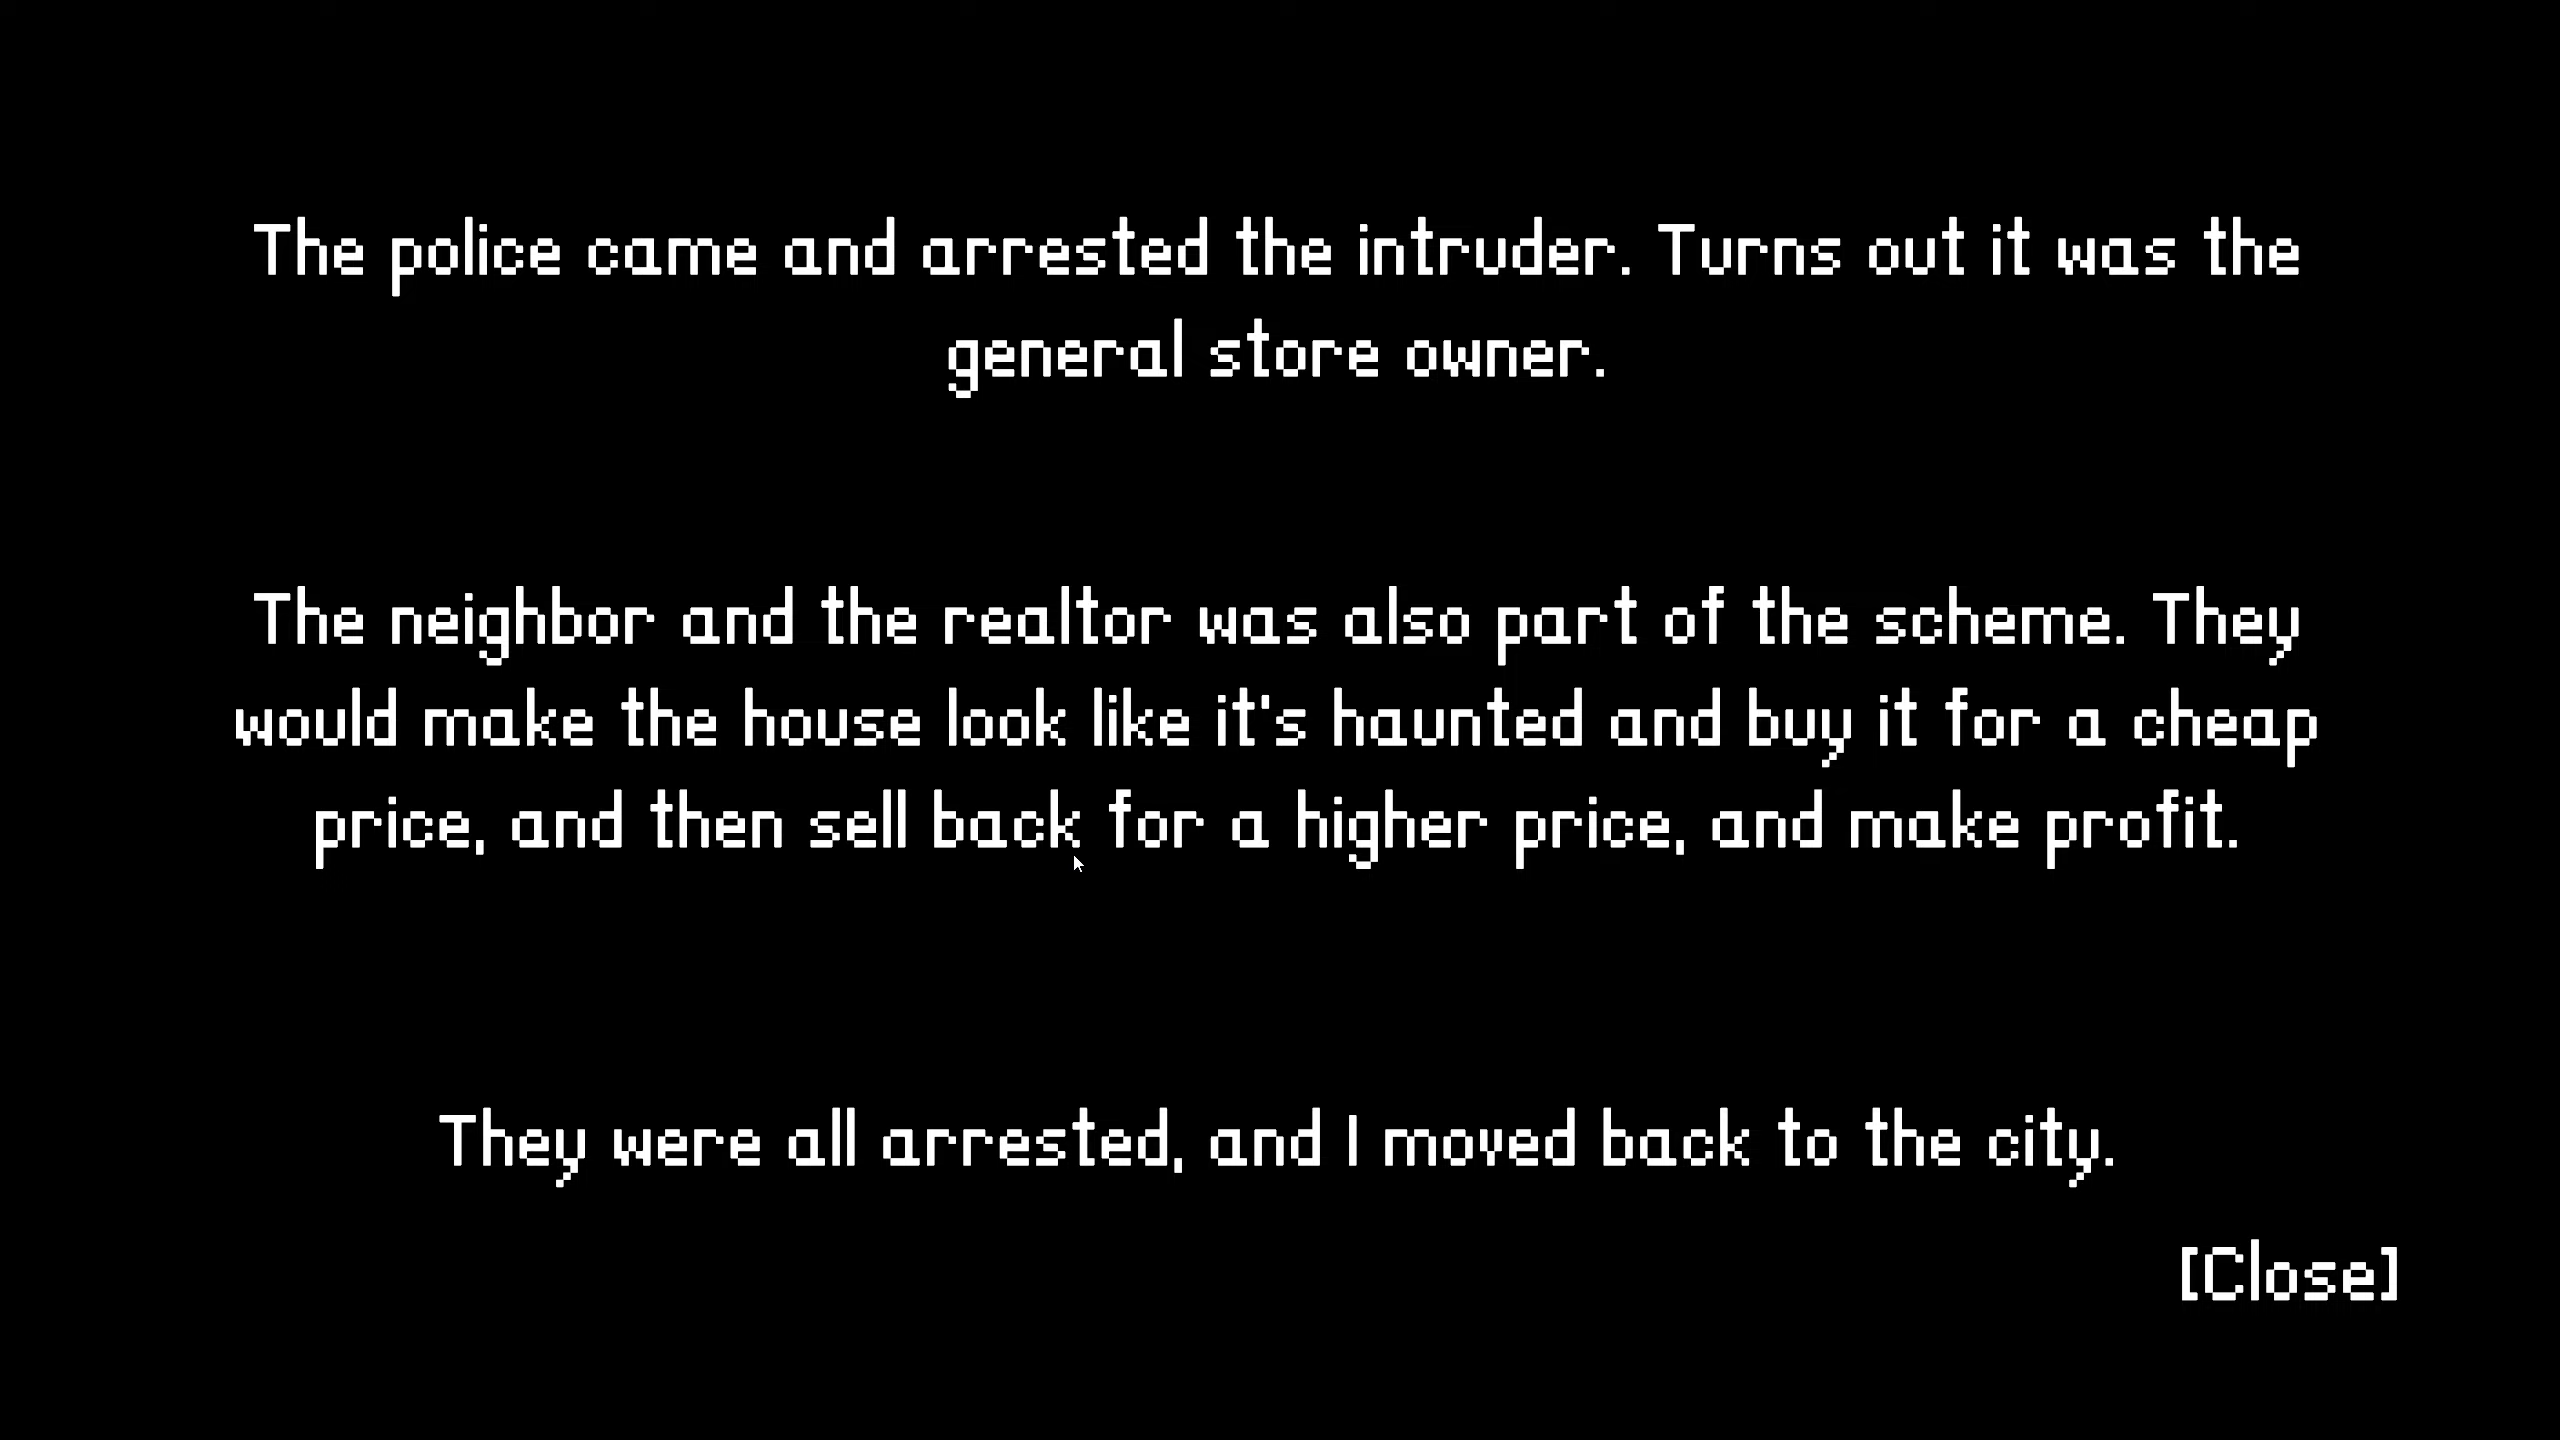 The police came and arrested the intruder. Turns out it was the
general store owner.
The neighbor and the realtor was also part of the scheme. They
would make the house look like it's haunted and buy it for a cheap
price, and then sell back for a higher price, and make profit.
They were all arrested, and I moved back to the city.
[Close]